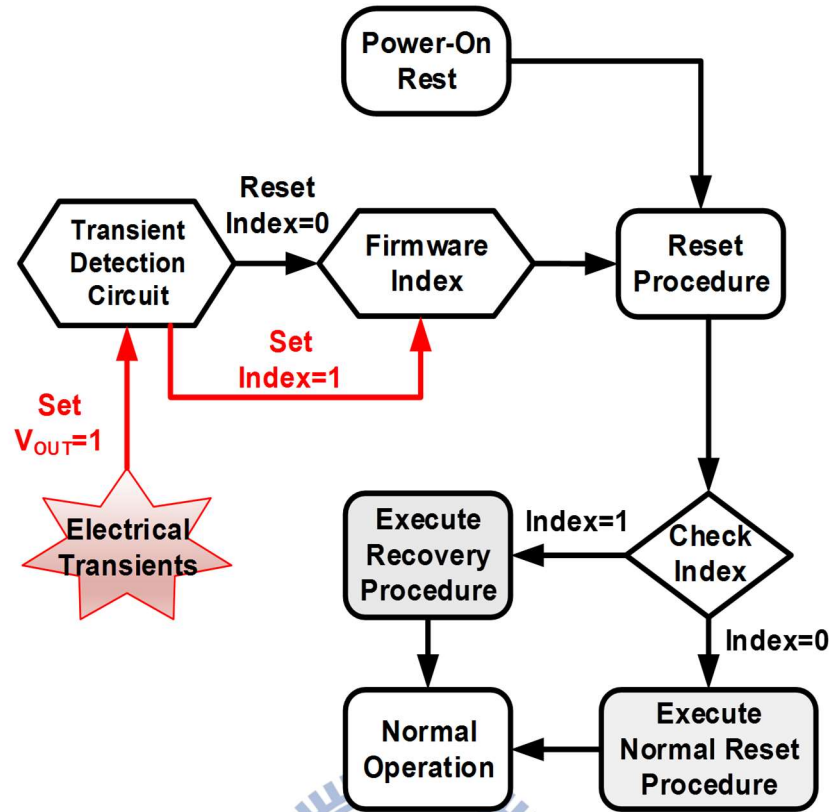 Power-On
Rest
Reset
Index=0
Transient
Detection
Circuit
Firmware
Index
Reset
Procedure
Set
Index=1
Set
VOUT=1
Electrical
Transients
Execute
Recovery
Procedure
Index=1
Check
Index
Index=0
Normal
Operation
Execute
Normal Reset
Procedure